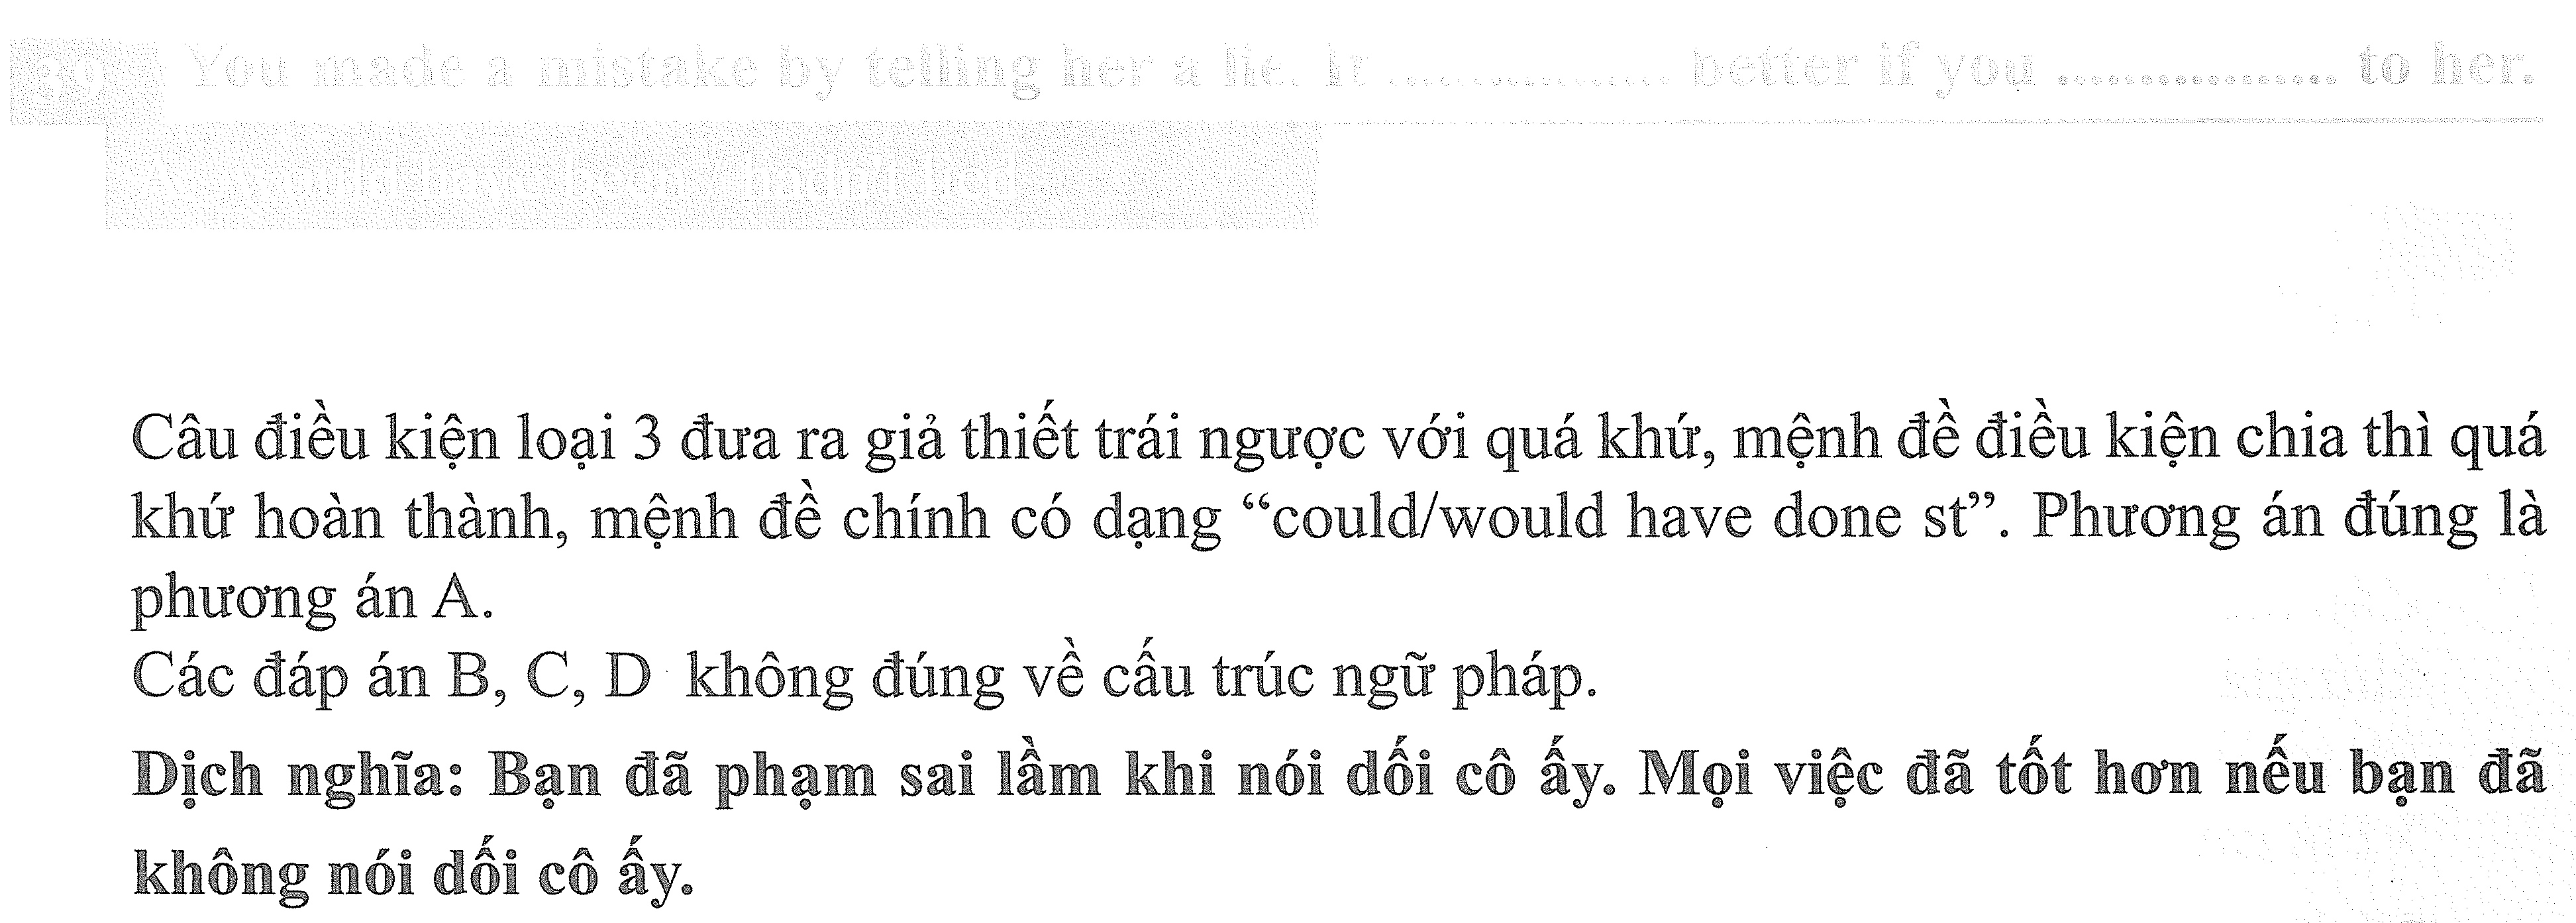 39 You made a mistake by telling her a lie. It ................. better if you ................. to her.
A. would have been / hadn't lied
Câu điều kiện loại 3 đưa ra giả thiết trái ngược với quá khứ, mệnh đề điều kiện chia thì quá
khứ hoàn thành, mệnh đề chính có dạng “could/would have done st”. Phương án đúng là
phương án A.
Các đáp án B, C, D không đúng về cấu trúc ngữ pháp.
Dịch nghĩa: Bạn đã phạm sai lầm khi nói dối cô ấy. Mọi việc đã tốt hơn nếu bạn đã
không nói dối cô ấy.